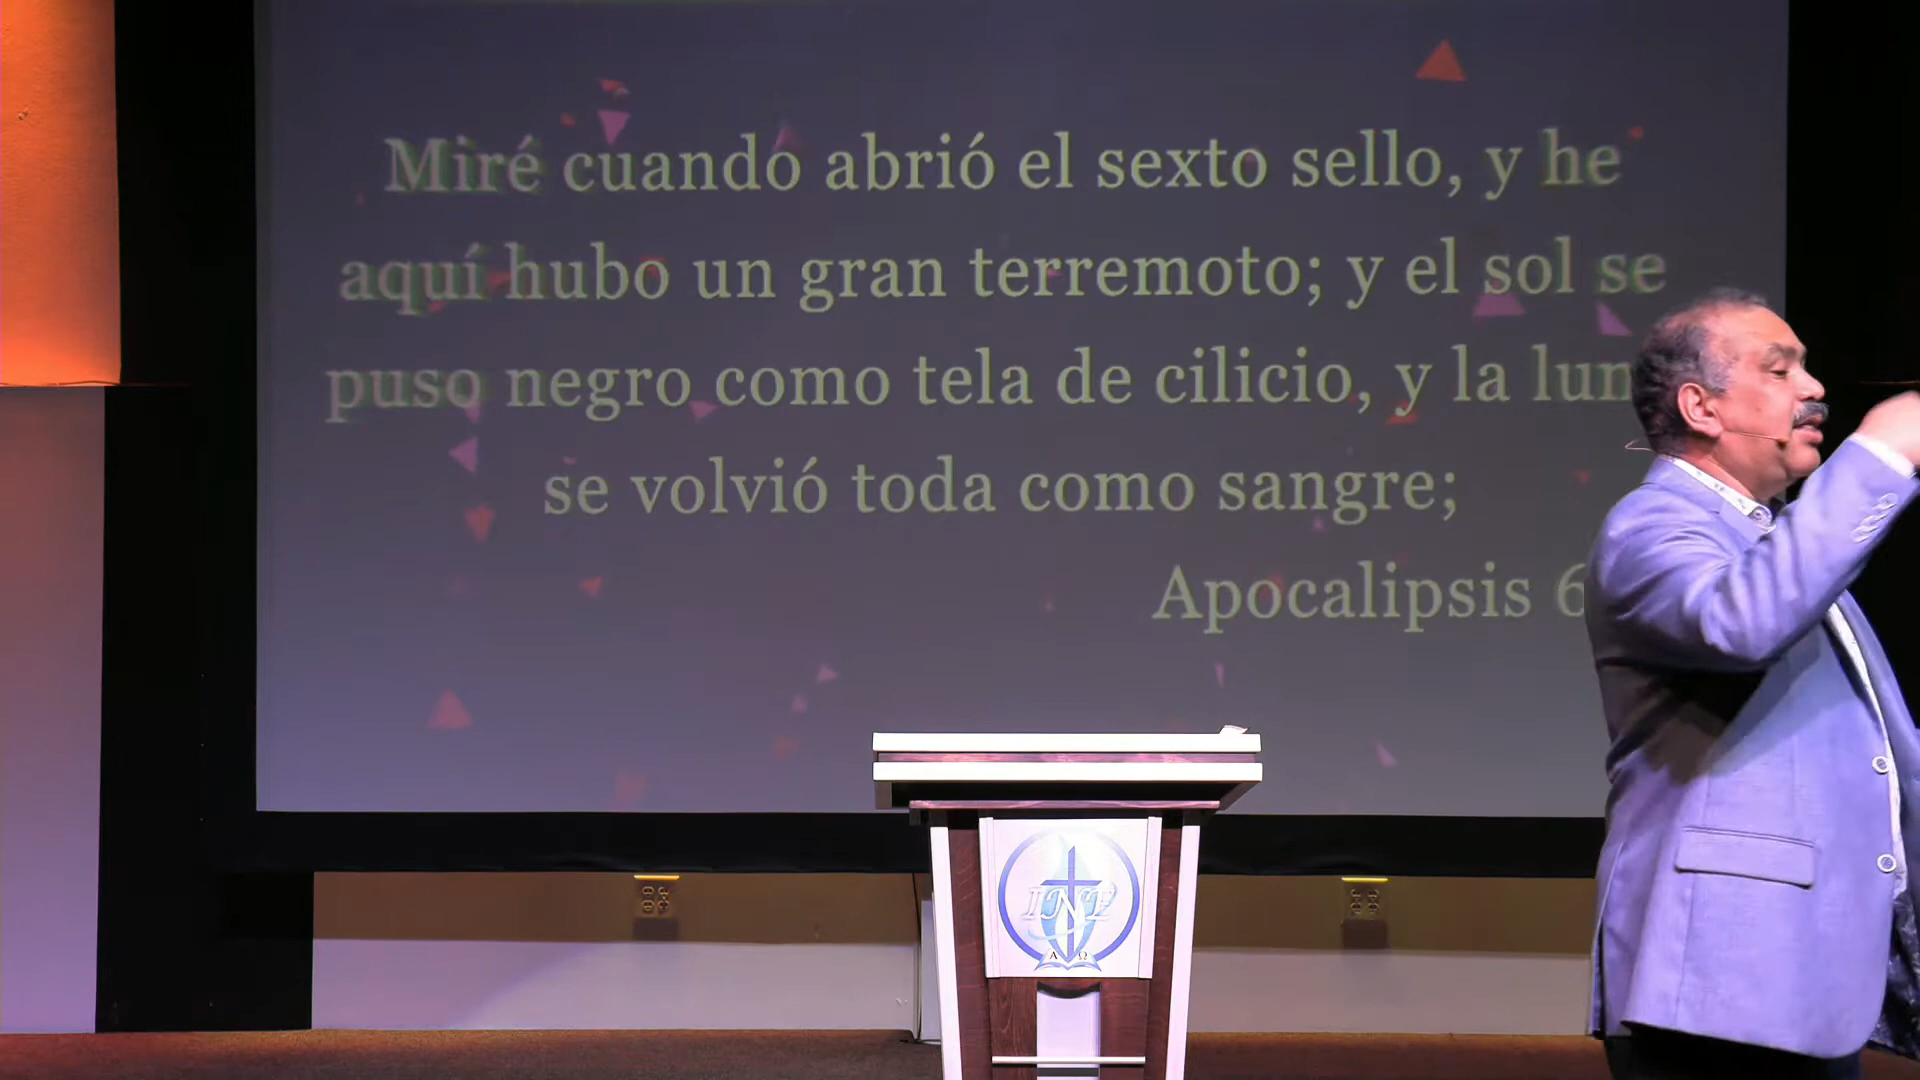 Miré cuando abrió el sexto sello, y he
aquí hubo un gran terremoto; y el sol se
puso negro como tela de cilicio, y la lun
se volvió toda como sangre;
Apocalipsis 6
INE
Α Ω